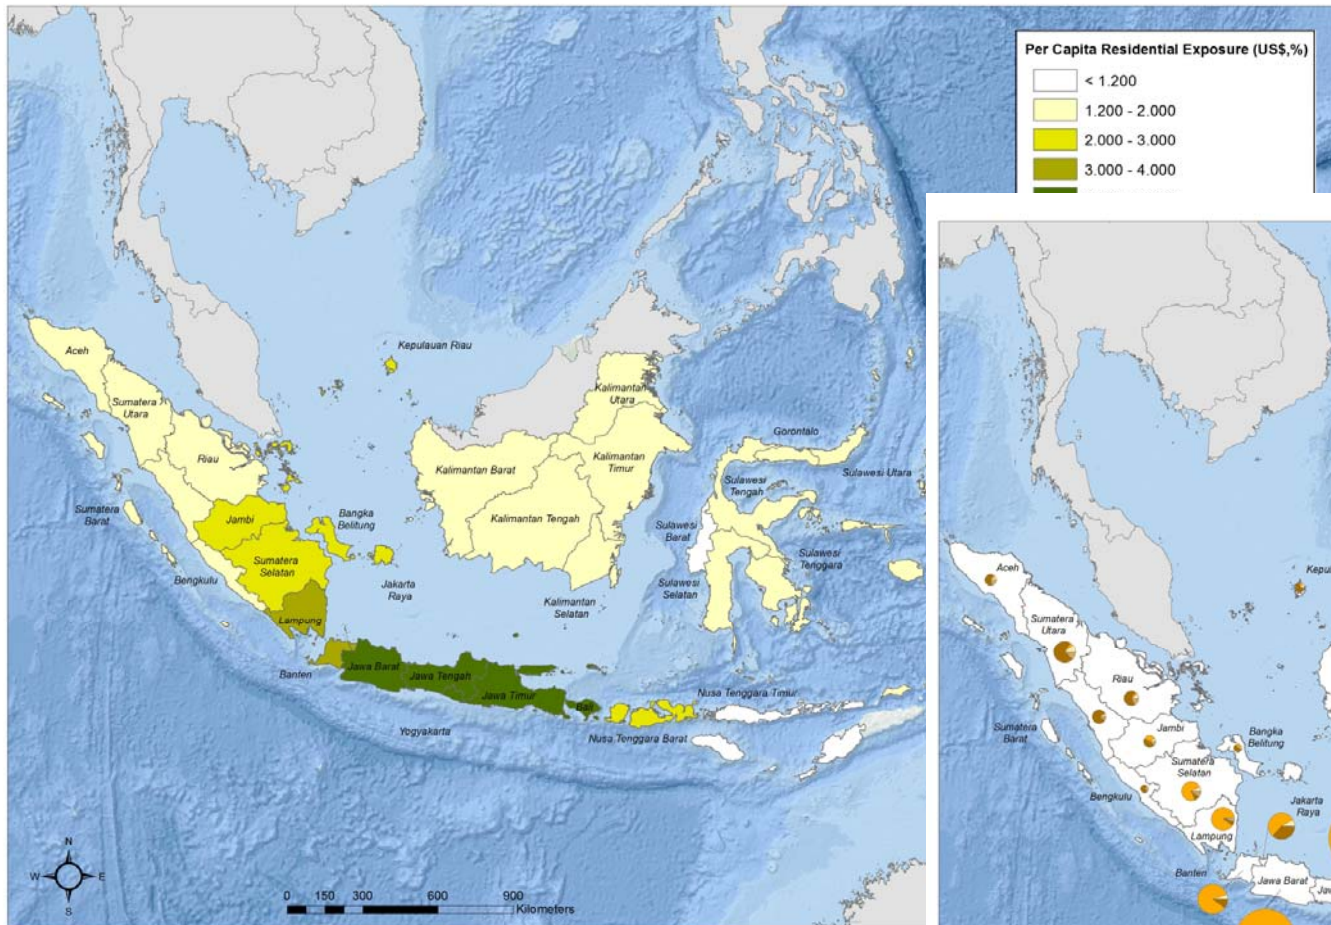 Per Capita Residential Exposure (US$,%)
< 1.200
1.200 - 2.000
2.000 - 3.000
3.000 - 4.000
Aceh
Kepulauan Riau
Sumatera
Utara
Riau
Kalimantan
Utara
Kalimantan Barat
Kalimantan
Timur
Gorontalo
Sulawesi Utara
Sulawesi
Tengah
Sumatera
Barat
Jambi
Bangka
Belitung
Kalimantan Tengah
Sulawesi
Barat
Sumatera
Selatan
Sulawesi
Tenggara
Bengkulu
Jakarta
Raya
Sulawesi
Selatan
Kalimantan
Selatan
Lampung
Banten
Jawa Barat
Jawa Tengah
Jawa Timur
Bali
Nusa Tenggara Timur
Yogyakarta
Nusa Tenggara Barat
N
W
E
S
0 150 300 600 900
Kilometers
Aceh
Kepul
Sumatera
Utara
Riau
Sumatera
Barat
Jambi
Bangka
Belitung
Sumatera
Selatan
Bengkulu
Jakarta
Raya
Lampung
Banten
Jawa Barat